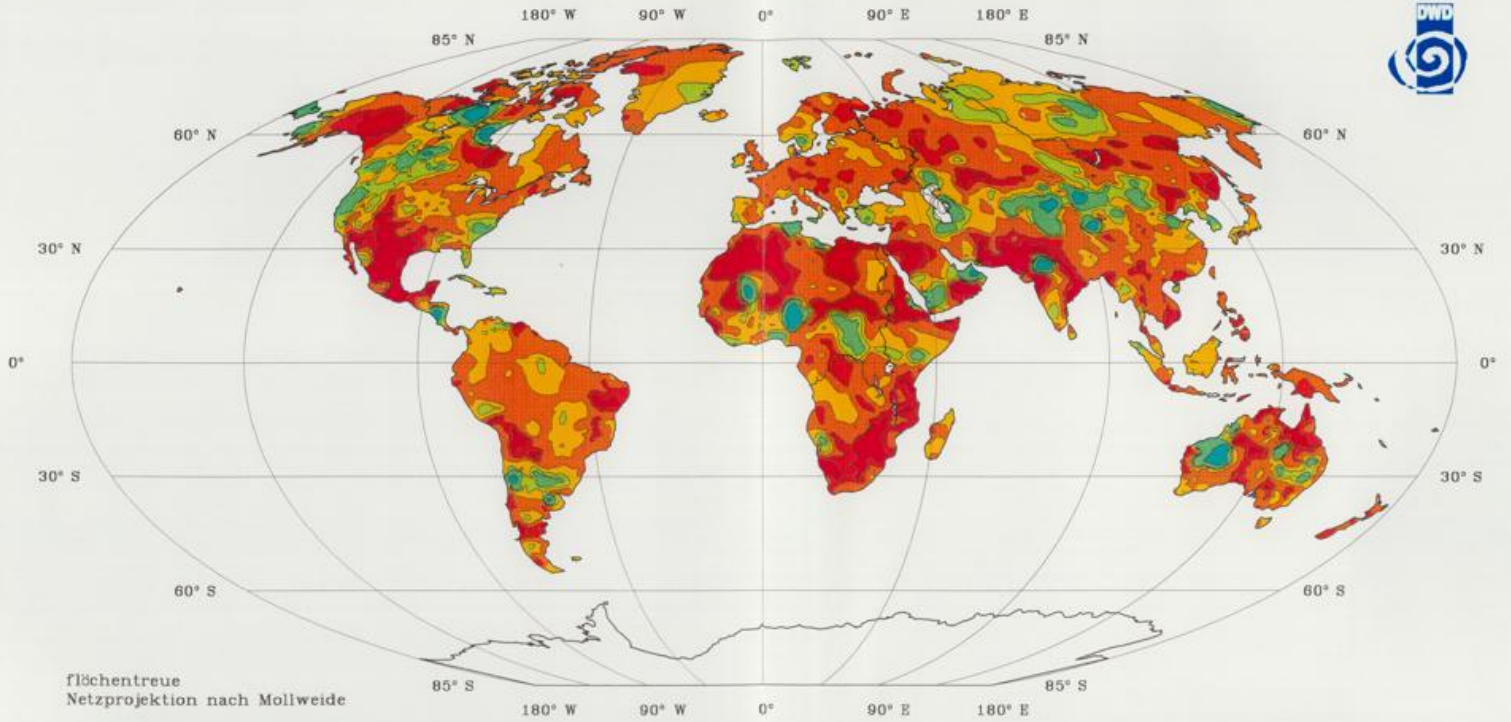 180° W 90° W 0° 90° E 180° E
DWD
85° N 85° N
60° N 60° N
30° N 30° N
0° 0°
30° S 30° S
60° S 60° S
flächentreue
Netzprojektion nach Mollweide
85° S 85° S
180° W 90° W 0° 90° E 180° E